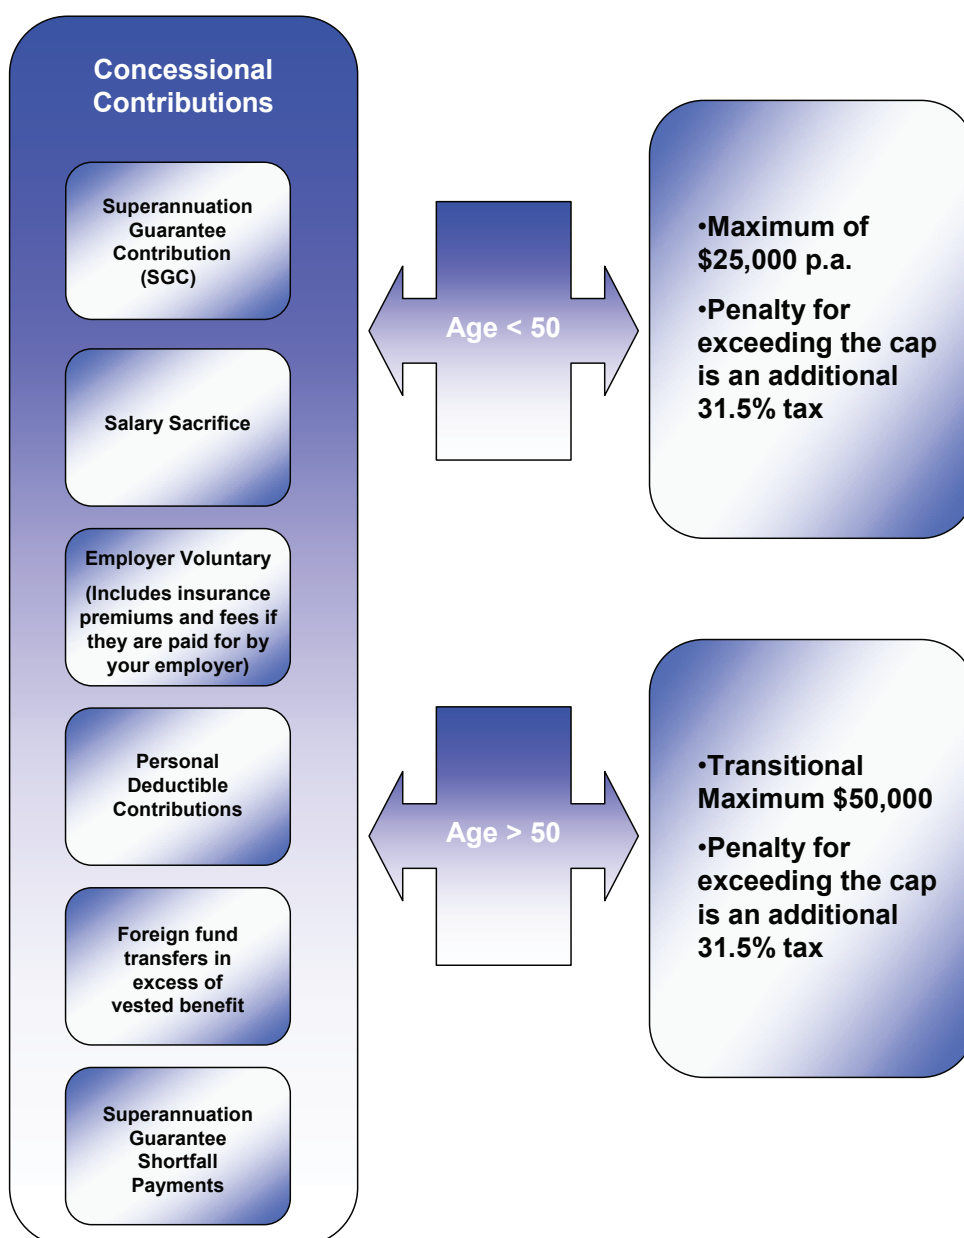 Concessional
Contributions
Superannuation
Guarantee
Contribution
(SGC)
Salary Sacrifice
Employer Voluntary
(Includes insurance
premiums and fees if
they are paid for by
your employer)
Personal
Deductible
Contributions
Foreign fund
transfers in
excess of
vested benefit
Superannuation
Guarantee
Shortfall
Payments
Age < 50
•Maximum of
$25,000 p.a.
•Penalty for
exceeding the cap
is an additional
31.5% tax
Age > 50
•Transitional
Maximum $50,000
•Penalty for
exceeding the cap
is an additional
31.5% tax